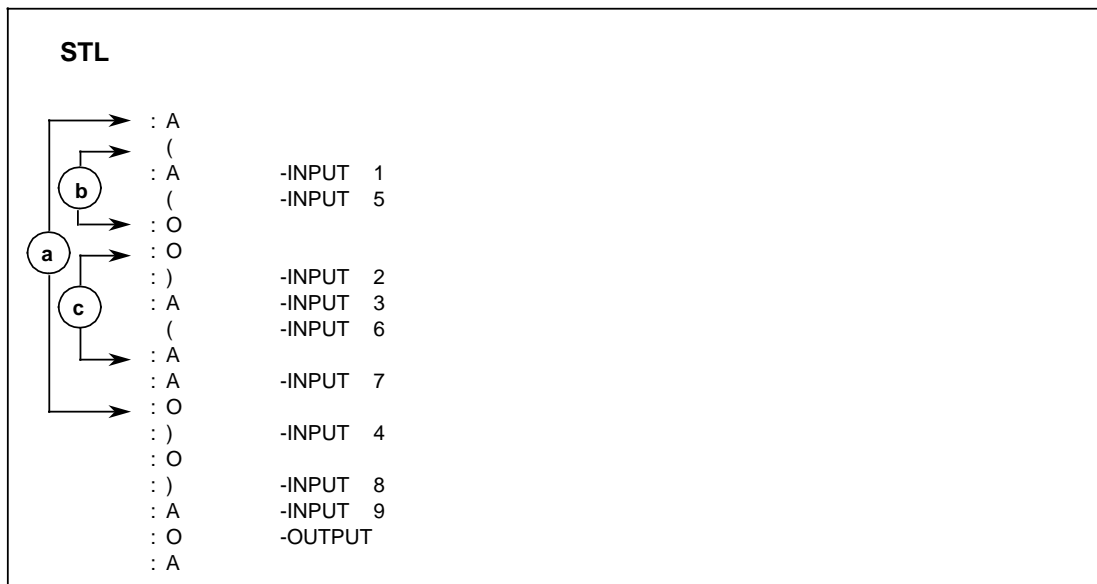 STL
: A
(
: A -INPUT 1
( -INPUT 5
: O
: O
: ) -INPUT 2
: A -INPUT 3
( -INPUT 6
: A
: A -INPUT 7
: O
: ) -INPUT 4
: O
: ) -INPUT 8
: A -INPUT 9
: O -OUTPUT
: A
b
a
c